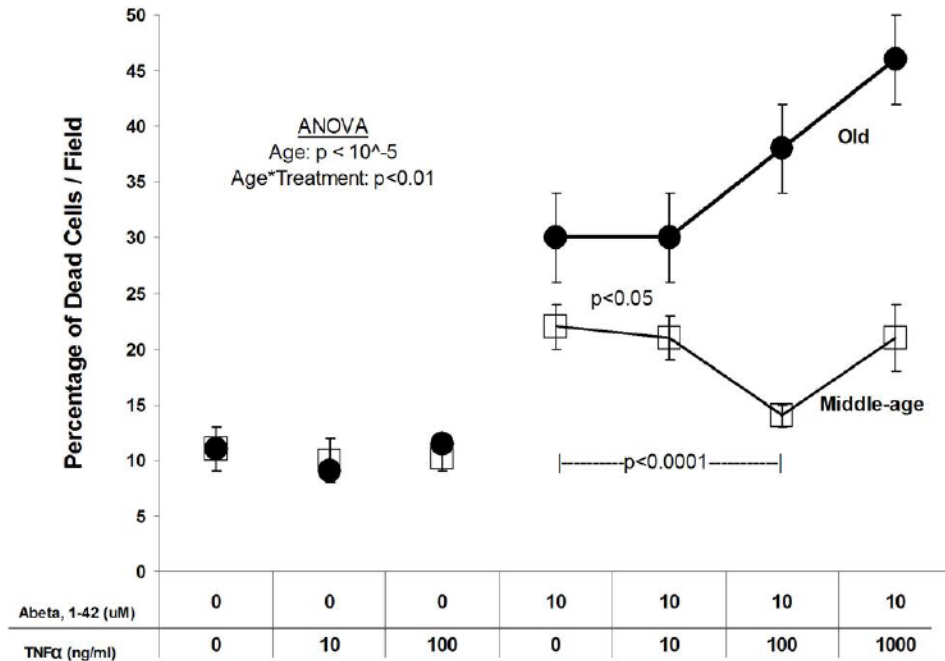 Percentage of Dead Cells / Field
50
45
40
35
30
25
20
15
10
5
0
ANOVA
Age: p < 10^-5
Age*Treatment: p<0.01
Old
p<0.05
Middle-age
|-------p<0.0001-------|
Abeta, 1-42 (uM) 0 0 0 10 10 10 10
TNFα (ng/ml) 0 10 100 0 10 100 1000